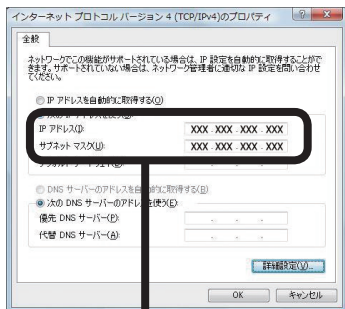 インターネット プロトコル バージョン 4 (TCP/IPv4)のプロパティ
全般
ネットワークでこの機能がサポートされている場合は、IP 設定を自動的に取得することがで
きます。サポートされていない場合は、ネットワーク管理者に適切な IP 設定を問い合わせ
てください。
IP アドレスを自動的に取得する(O)
IP アドレス(I): XXX . XXX . XXX . XXX
サブネット マスク(U): XXX . XXX . XXX . XXX
DNS サーバーのアドレスを自動的に取得する(B)
次の DNS サーバーのアドレスを使う(E):
優先 DNS サーバー(P):
代替 DNS サーバー(A):
詳細設定(V)...
OK キャンセル